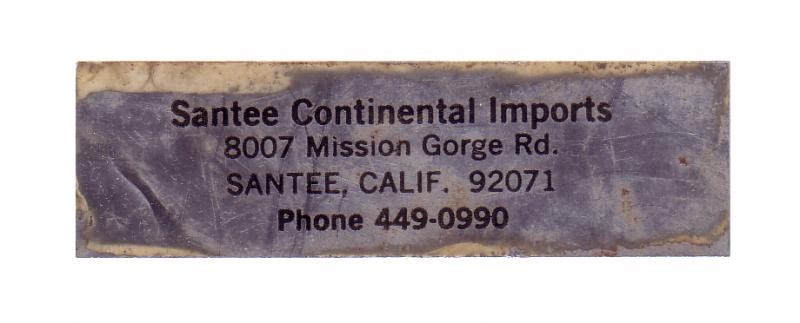 Santee Continental Imports
8007 Mission Gorge Rd.
SANTEE, CALIF. 92071
Phone 449-0990